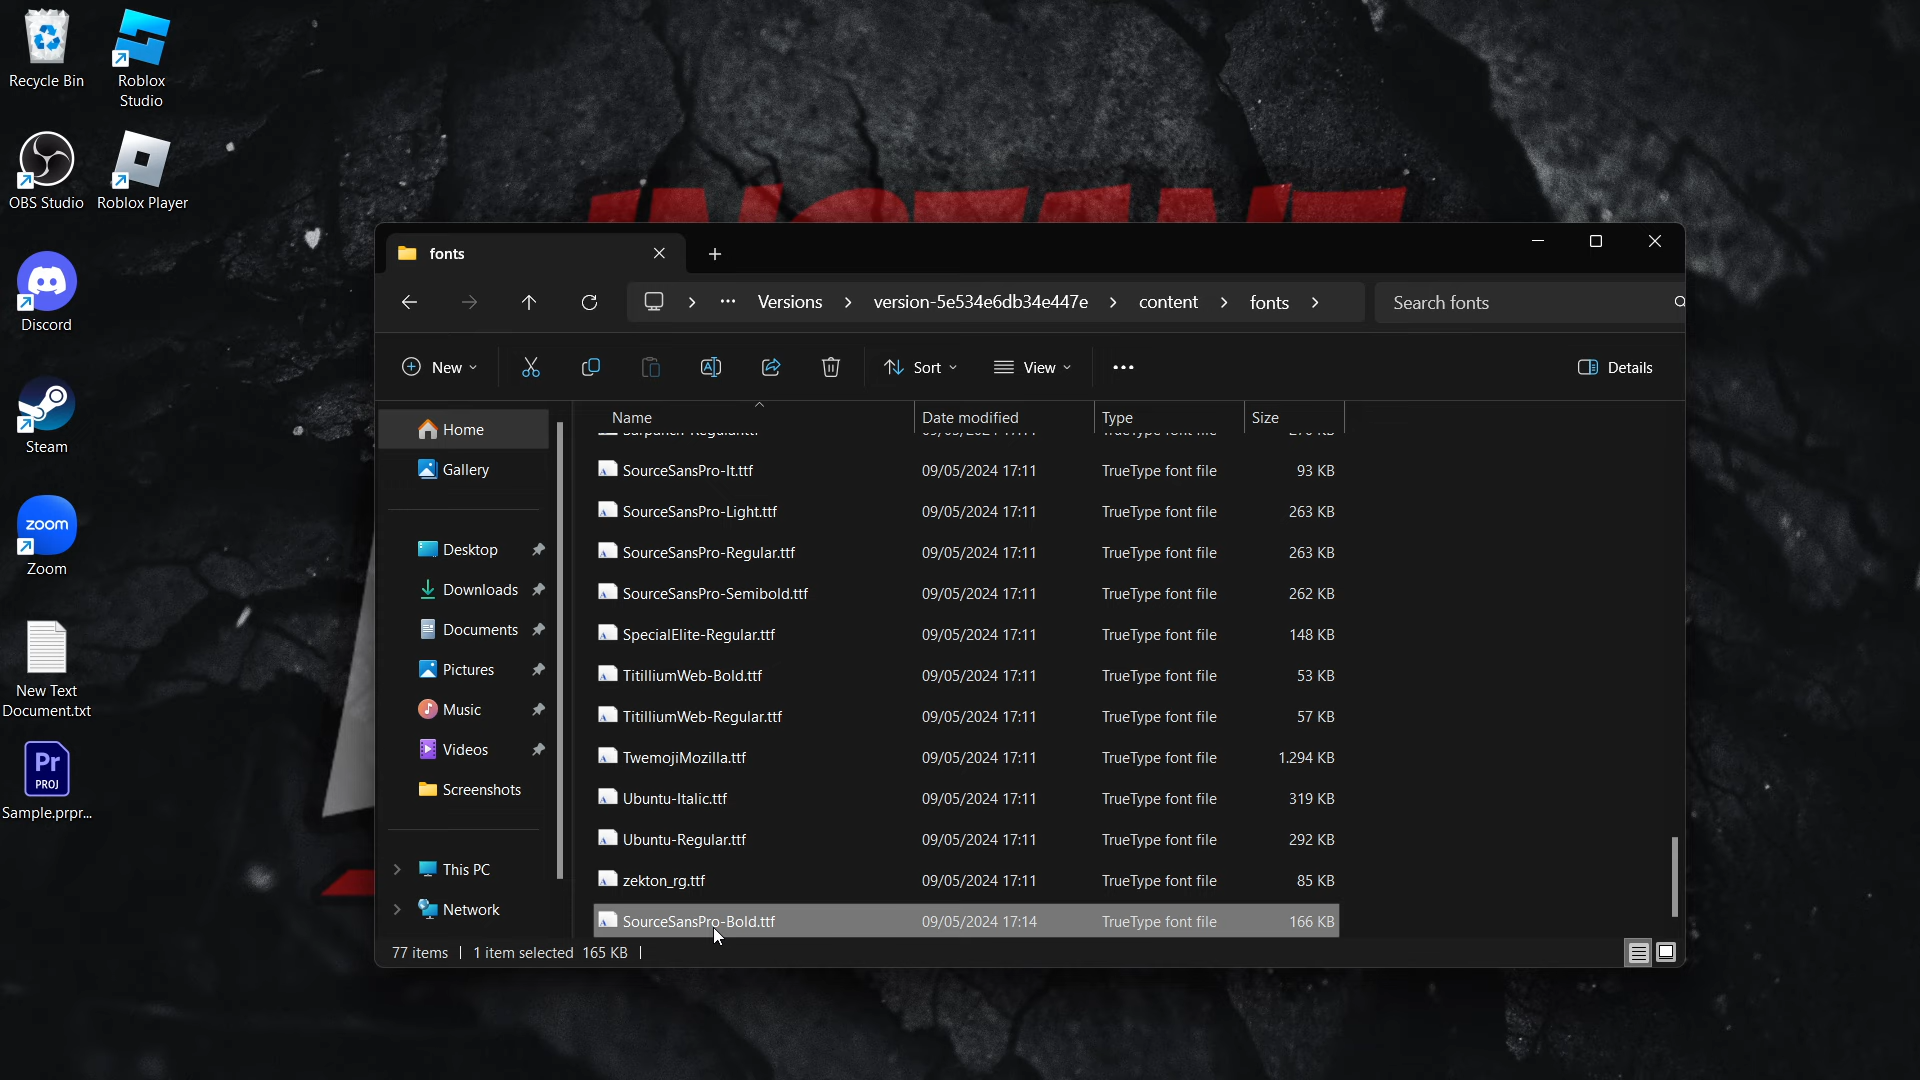 Recycle Bin
Roblox
Studio
OBS Studio
Roblox Player
Discord
Steam
zoom
Zoom
New Text
Document.txt
Pr
PROJ
Sample.prpr...
fonts
Versions
version-5e534e6db34e447e
content
fonts
Search fonts
New
Sort
View
Details
Home
Gallery
Desktop
Downloads
Documents
Pictures
Music
Videos
Screenshots
This PC
Network
Name Date modified Type Size
SourceSansPro-It.ttf 09/05/2024 17:11 TrueType font file 93 KB
SourceSansPro-Light.ttf 09/05/2024 17:11 TrueType font file 263 KB
SourceSansPro-Regular.ttf 09/05/2024 17:11 TrueType font file 263 KB
SourceSansPro-Semibold.ttf 09/05/2024 17:11 TrueType font file 262 KB
SpecialElite-Regular.ttf 09/05/2024 17:11 TrueType font file 148 KB
TitilliumWeb-Bold.ttf 09/05/2024 17:11 TrueType font file 53 KB
TitilliumWeb-Regular.ttf 09/05/2024 17:11 TrueType font file 57 KB
TwemojiMozilla.ttf 09/05/2024 17:11 TrueType font file 1.294 KB
Ubuntu-Italic.ttf 09/05/2024 17:11 TrueType font file 319 KB
Ubuntu-Regular.ttf 09/05/2024 17:11 TrueType font file 292 KB
zekton_rg.ttf 09/05/2024 17:11 TrueType font file 85 KB
SourceSansPro-Bold.ttf 09/05/2024 17:14 TrueType font file 166 KB
77 items 1 item selected 165 KB